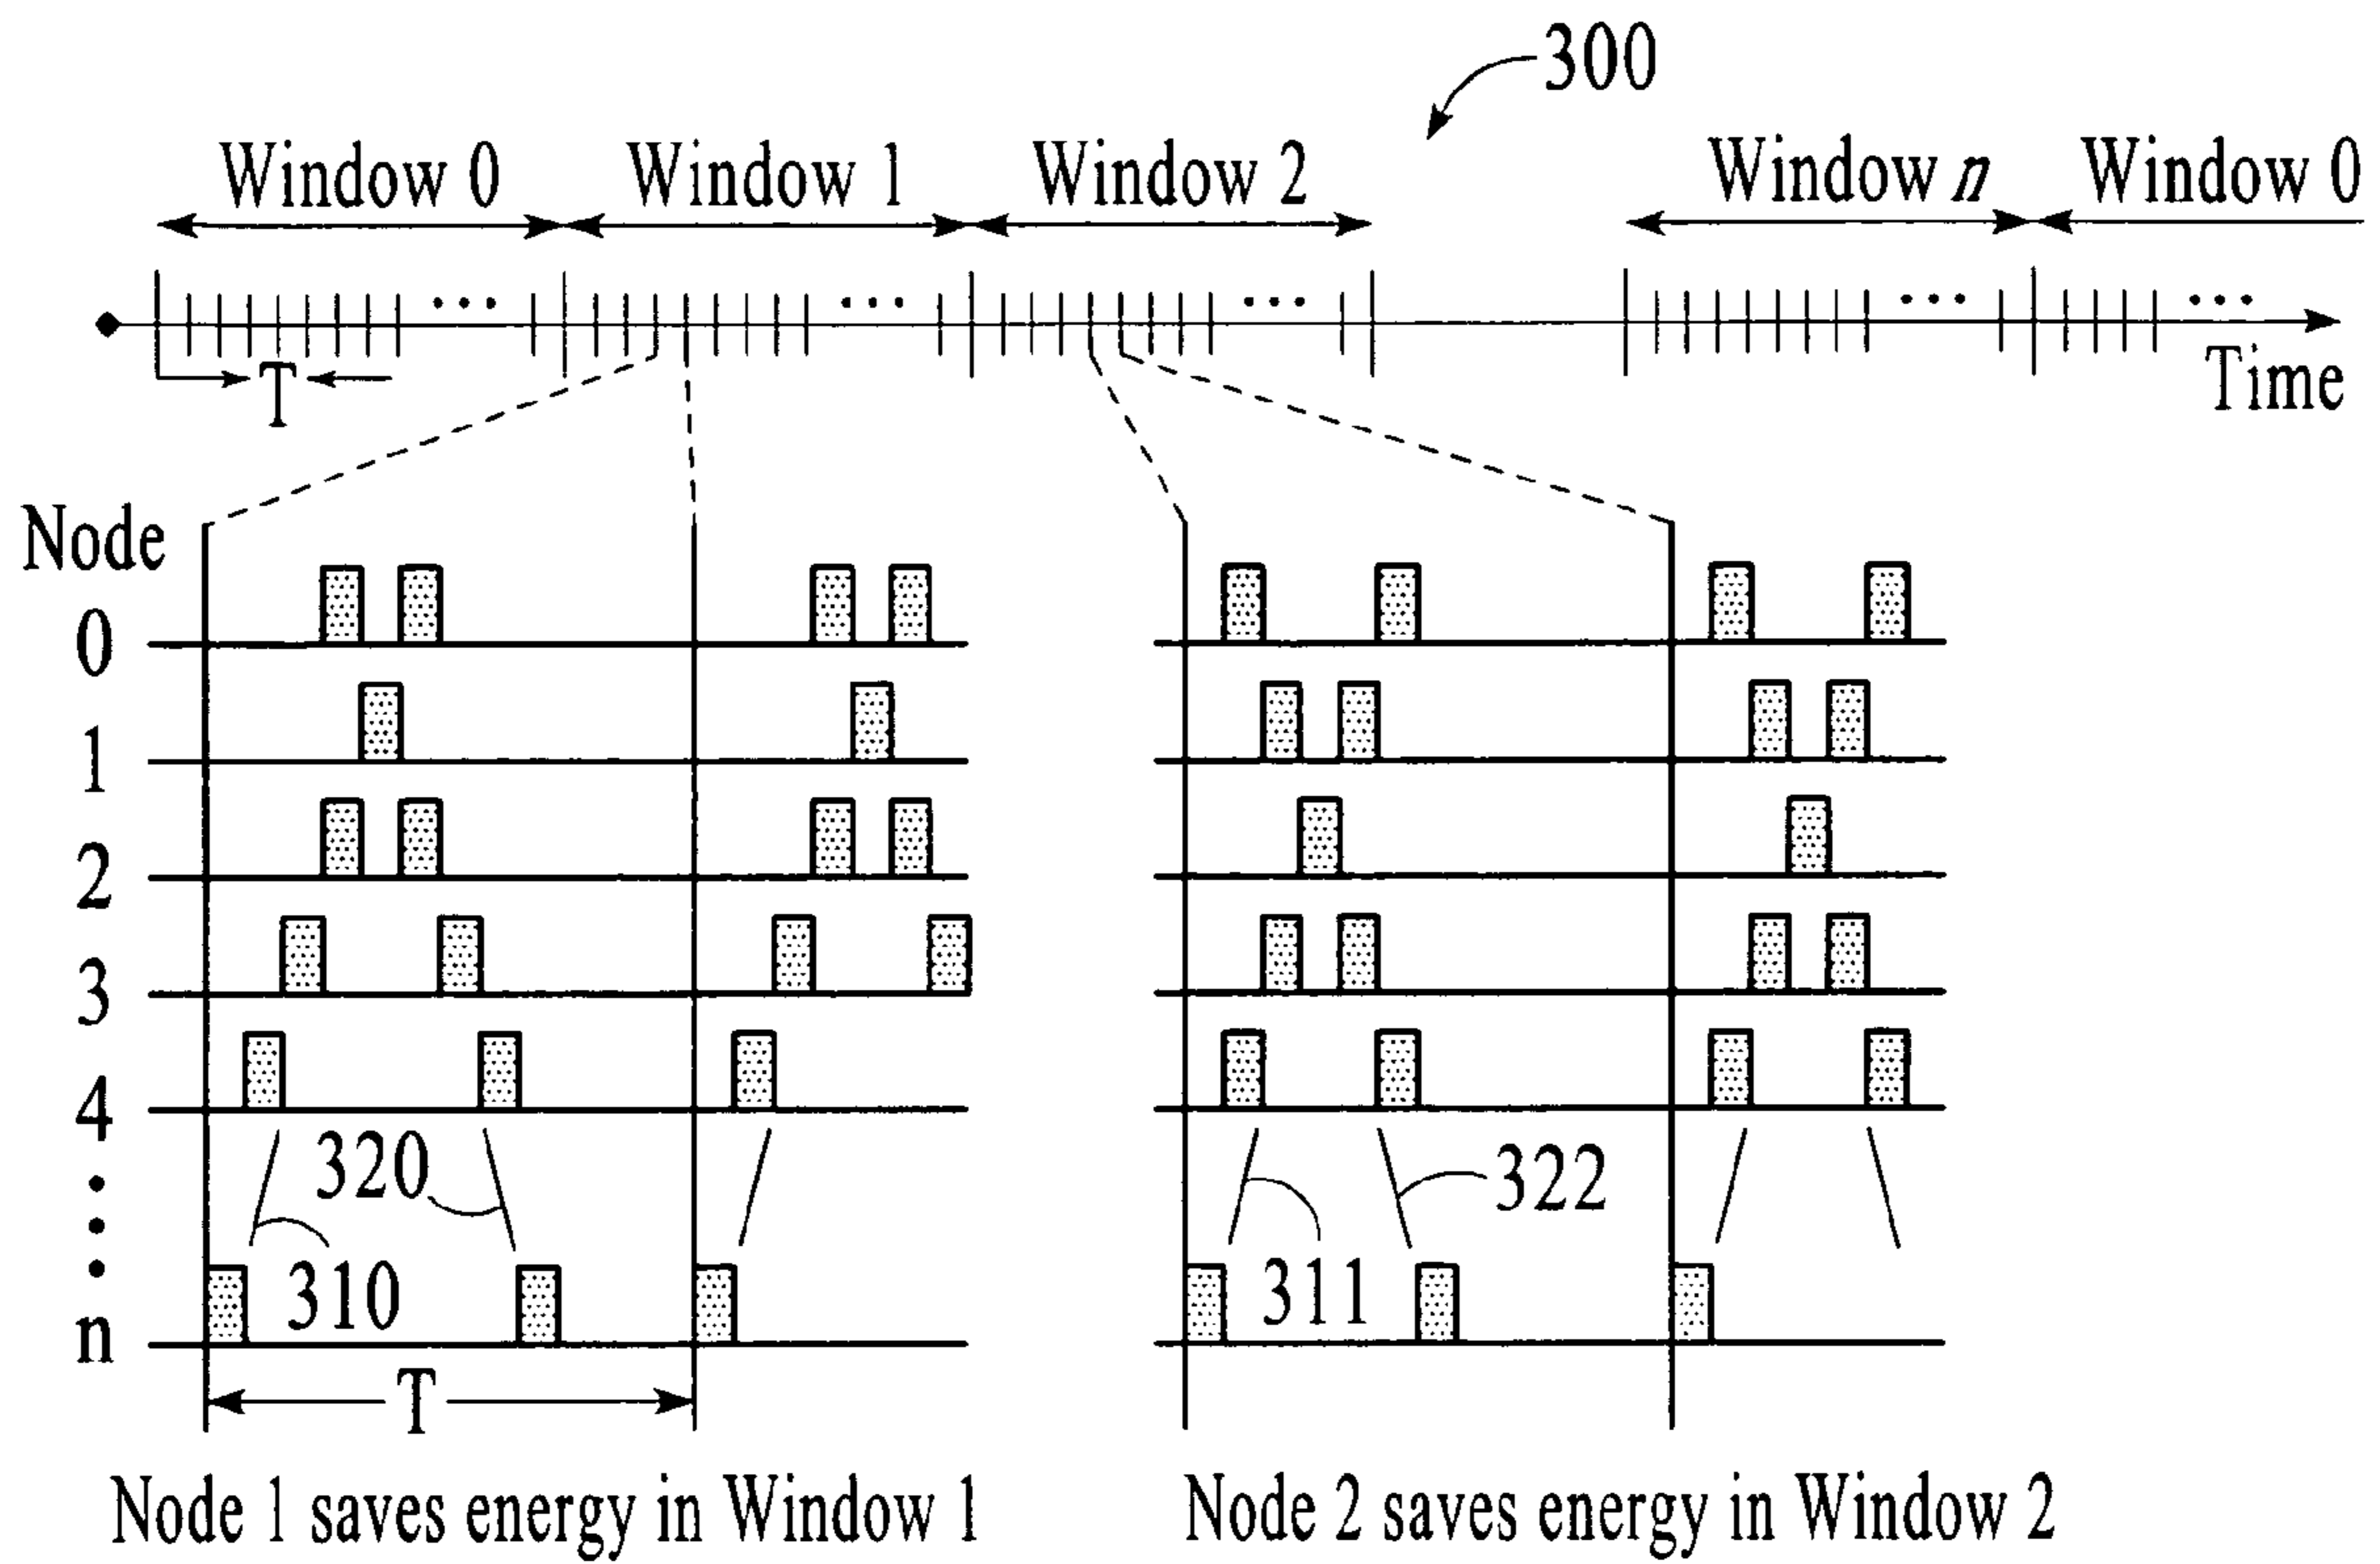 300
Window 0 Window 1 Window 2 Window n Window 0
T
Time
Node
0
1
2
3
4
n
320
310
322
311
T
Node 1 saves energy in Window 1
Node 2 saves energy in Window 2